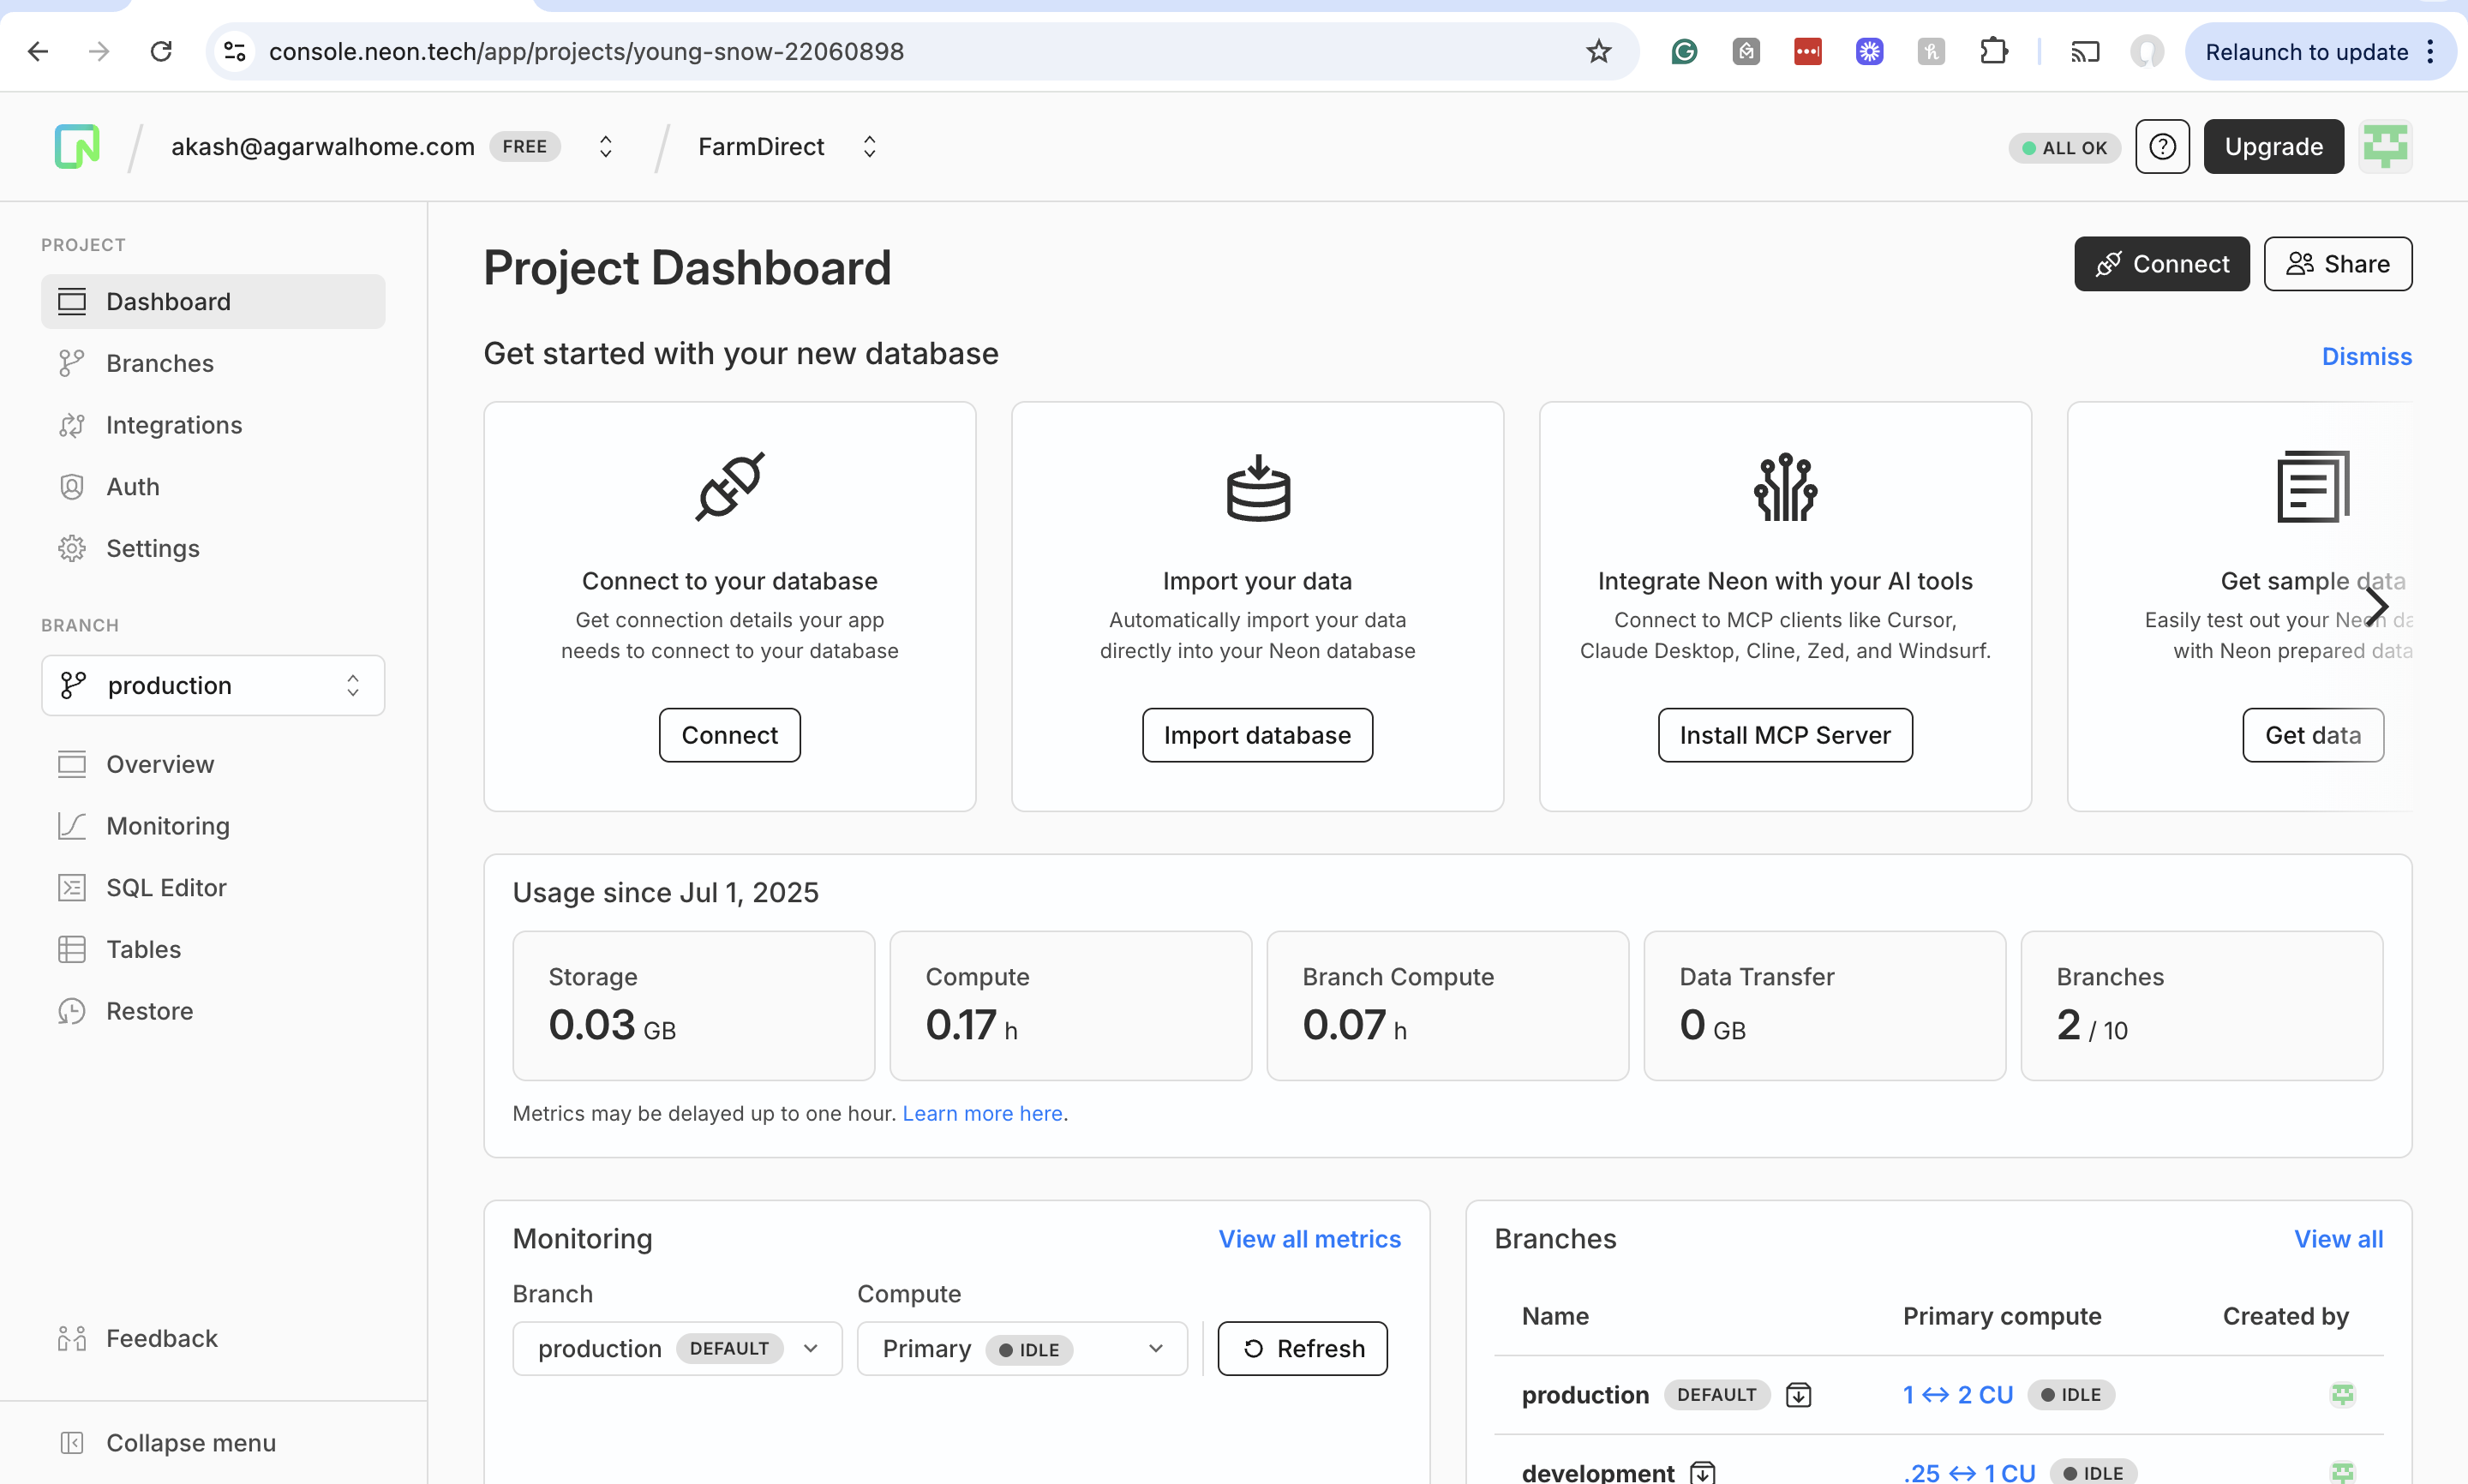 console.neon.tech/app/projects/young-snow-22060898
Relaunch to update
akash@agarwalhome.com FREE
FarmDirect
ALL OK
Upgrade
PROJECT
Dashboard
Branches
Integrations
Auth
Settings
BRANCH
production
Overview
Monitoring
SQL Editor
Tables
Restore
Feedback
Collapse menu
Project Dashboard
Connect
Share
Get started with your new database
Dismiss
Connect to your database
Get connection details your app
needs to connect to your database
Connect
Import your data
Automatically import your data
directly into your Neon database
Import database
Integrate Neon with your AI tools
Connect to MCP clients like Cursor,
Claude Desktop, Cline, Zed, and Windsurf.
Install MCP Server
Get sample data
Easily test out your Neon da
with Neon prepared data
Get data
Usage since Jul 1, 2025
Storage
0.03 GB
Compute
0.17 h
Branch Compute
0.07 h
Data Transfer
0 GB
Branches
2 / 10
Metrics may be delayed up to one hour. Learn more here.
Monitoring
View all metrics
Branch
production DEFAULT
Compute
Primary IDLE
Refresh
Branches
View all
Name Primary compute Created by
production DEFAULT 1 ↔ 2 CU IDLE
development .25 ↔ 1 CU IDLE